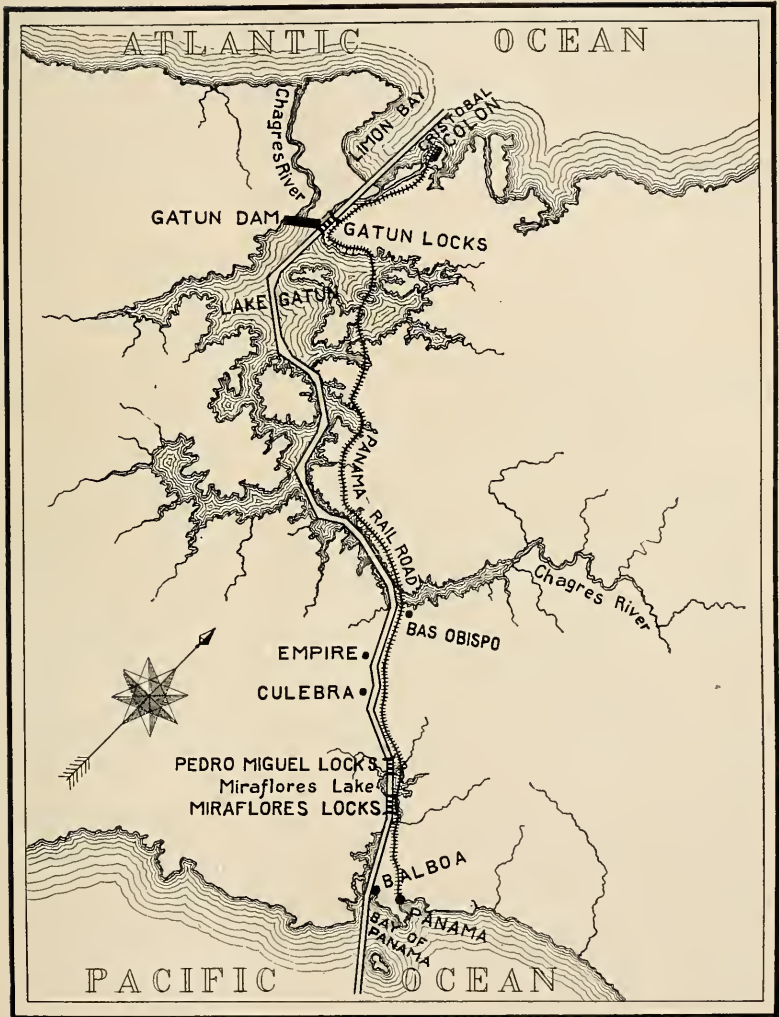 ATLANTIC OCEAN
Chagres River
LIMON BAY
CRISTOBAL
COLON
GATUN DAM
GATUN LOCKS
LAKE GATUN
PANAMA RAIL ROAD
Chagres River
BAS OBISPO
EMPIRE
CULEBRA
PEDRO MIGUEL LOCKS
Miraflores Lake
MIRAFLORES LOCKS
BALBOA
PANAMA
BAY OF
PANAMA
PACIFIC OCEAN